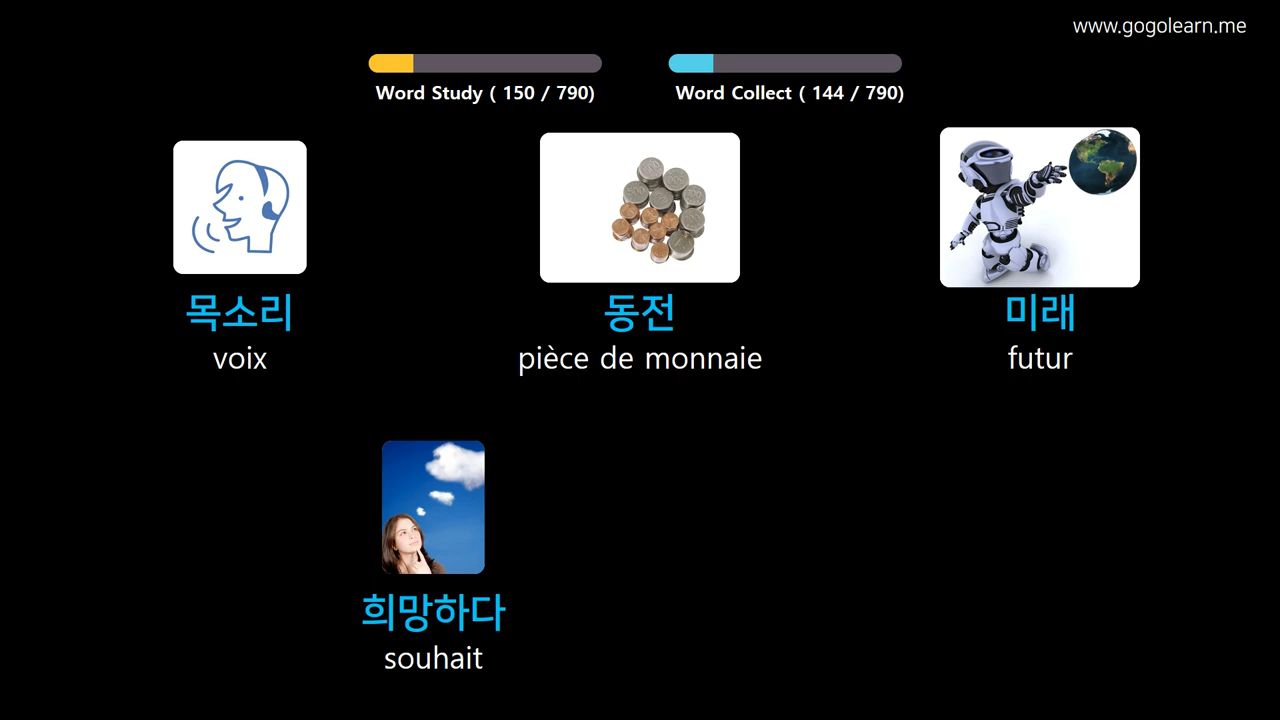 www.gogolearn.me
Word Study ( 150 / 790)
Word Collect ( 144 / 790)
목소리
voix
동전
pièce de monnaie
미래
futur
희망하다
souhait